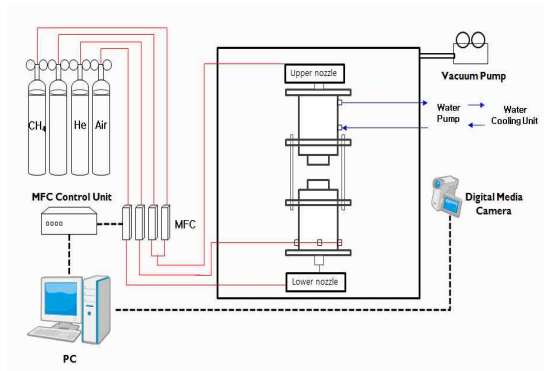 Upper nozzle
Vacuum Pump
CH4
He
Air
Water
Pump
Water
Cooling Unit
MFC Control Unit
MFC
Digital Media
Camera
Lower nozzle
PC